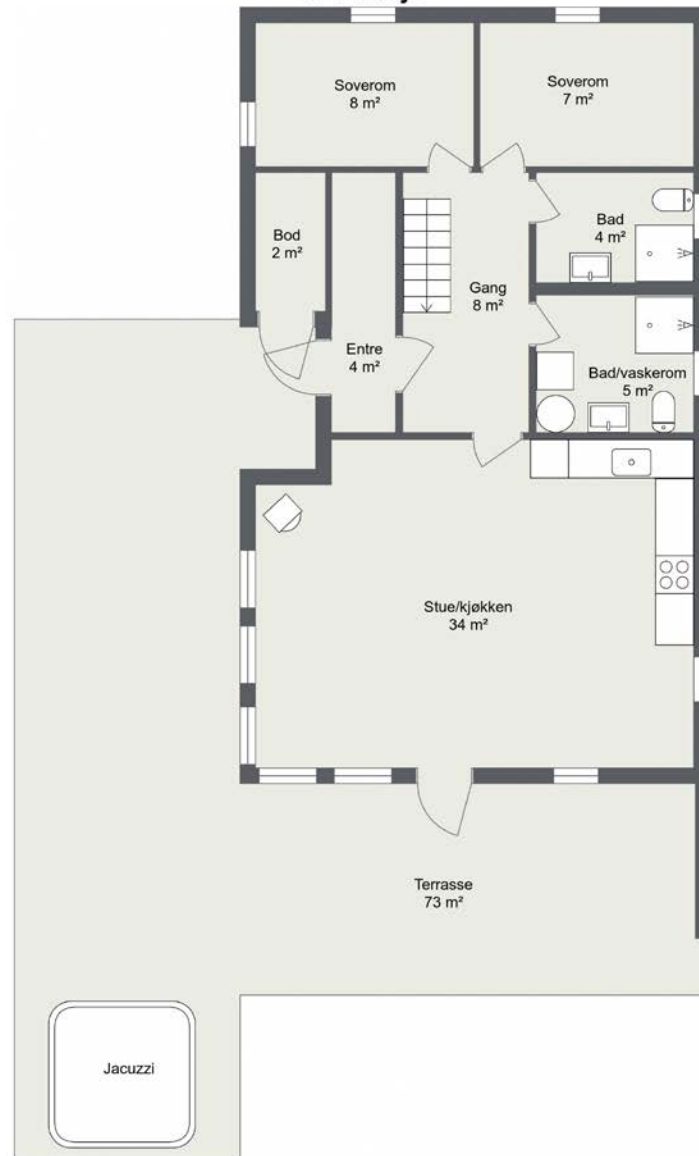 Soverom
8 m²
Soverom
7 m²
Bod
2 m²
Bad
4 m²
Gang
8 m²
Entre
4 m²
Bad/vaskerom
5 m²
Stue/kjøkken
34 m²
Terrasse
73 m²
Jacuzzi